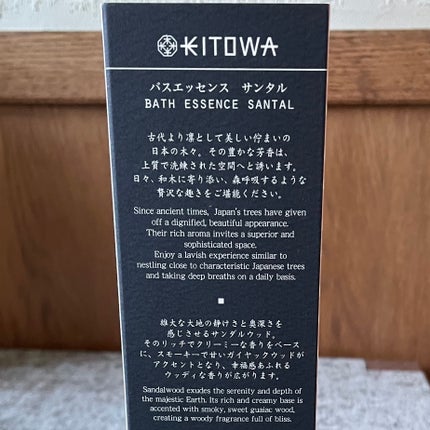 KITOWA
バスエッセンス サンタル
BATH ESSENCE SANTAL
古代より凛として美しい佇まいの
日本の木々。その豊かな芳香は、
上質で洗練された空間へと誘います。
日々、和木に寄り添い、森呼吸するような
贅沢な趣きをご堪能ください。
Since ancient times, Japan's trees have given
off a dignified, beautiful appearance.
Their rich aroma invites a superior and
sophisticated space.
Enjoy a lavish experience similar to
nestling close to characteristic Japanese trees
and taking deep breaths on a daily basis.
雄大な大地の静けさと奥深さを
感じさせるサンダルウッド。
そのリッチでクリーミーな香りをベース
に、スモーキーで甘いガイヤックウッドが
アクセントとなり、幸福感あふれる
ウッディな香りが広がります。
Sandalwood exudes the serenity and depth of
the majestic Earth. Its rich and creamy base is
accented with smoky, sweet guaiac wood,
creating a woody fragrance full of bliss.